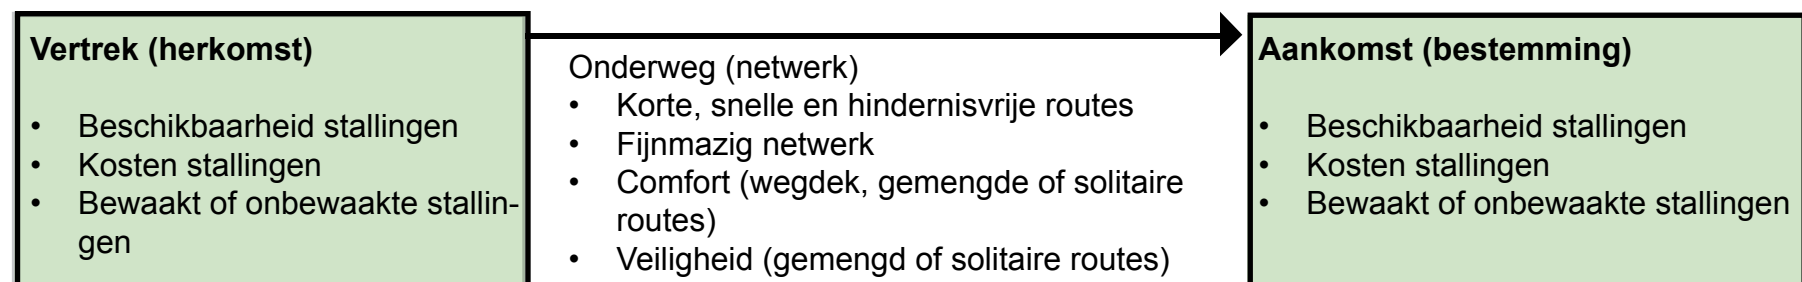 Vertrek (herkomst)
• Beschikbaarheid stallingen
• Kosten stallingen
• Bewaakt of onbewaakte stallin-
gen
Onderweg (netwerk)
• Korte, snelle en hindernisvrije routes
• Fijnmazig netwerk
• Comfort (wegdek, gemengde of solitaire
routes)
• Veiligheid (gemengd of solitaire routes)
Aankomst (bestemming)
• Beschikbaarheid stallingen
• Kosten stallingen
• Bewaakt of onbewaakte stallingen